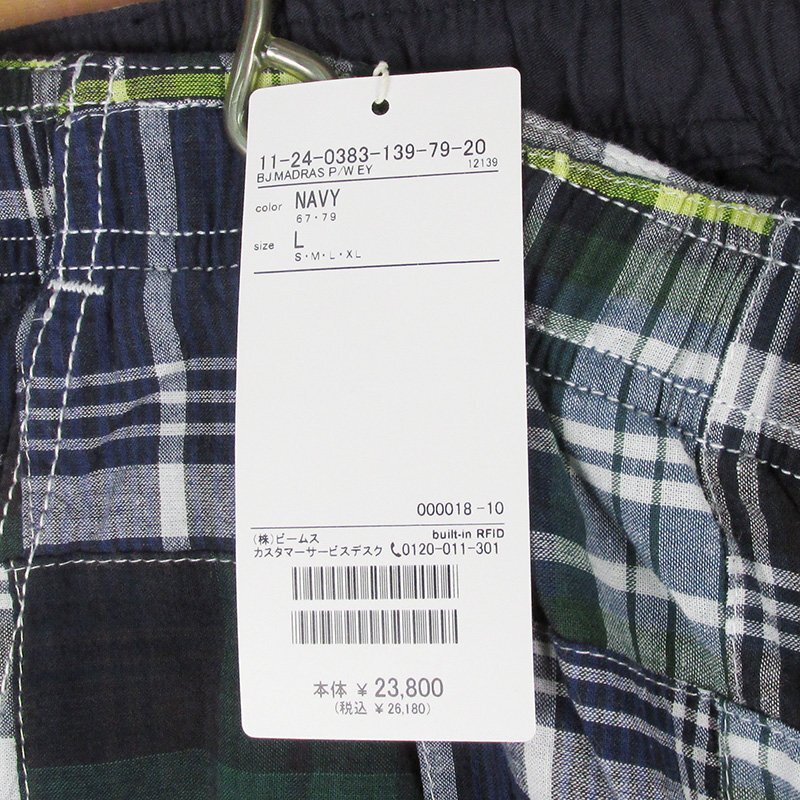 11-24-0383-139-79-20
BJ.MADRAS P/W EY 12139
color NAVY
67・79
size L
S・M・L・XL
000018 -10
(株)ビームス built-in RFID
カスタマーサービスデスク 0120-011-301
本体 ¥ 23,800
(税込 ¥ 26,180)